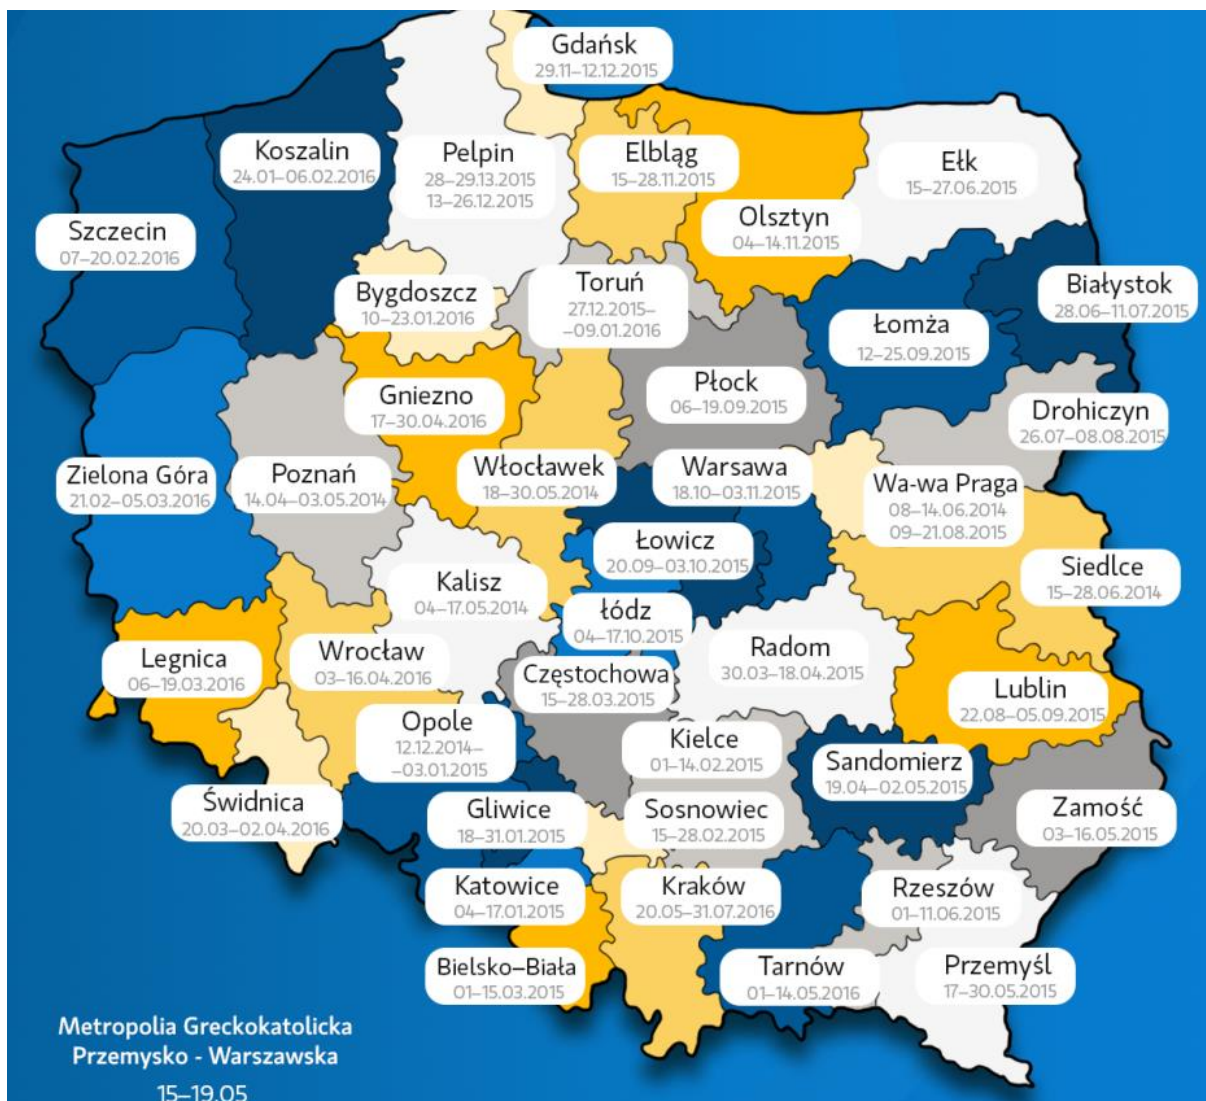 Gdańsk
29.11–12.12.2015
Koszalin
24.01–06.02.2016
Pelpin
28–29.13.2015
13–26.12.2015
Elbląg
15–28.11.2015
Ełk
15–27.06.2015
Szczecin
07–20.02.2016
Olsztyn
04–14.11.2015
Bygdoszcz
10–23.01.2016
Toruń
27.12.2015–
–09.01.2016
Łomża
12–25.09.2015
Białystok
28.06–11.07.2015
Gniezno
17–30.04.2016
Płock
06–19.09.2015
Drohiczyn
26.07–08.08.2015
Zielona Góra
21.02–05.03.2016
Poznań
14.04–03.05.2014
Włocławek
18–30.05.2014
Warsawa
18.10–03.11.2015
Wa-wa Praga
08–14.06.2014
09–21.08.2015
Łowicz
20.09–03.10.2015
Kalisz
04–17.05.2014
Siedlce
15–28.06.2014
łódz
04–17.10.2015
Legnica
06–19.03.2016
Wrocław
03–16.04.2016
Częstochowa
15–28.03.2015
Radom
30.03–18.04.2015
Lublin
22.08–05.09.2015
Opole
12.12.2014–
–03.01.2015
Kielce
01–14.02.2015
Sandomierz
19.04–02.05.2015
Świdnica
20.03–02.04.2016
Gliwice
18–31.01.2015
Sosnowiec
15–28.02.2015
Zamość
03–16.05.2015
Katowice
04–17.01.2015
Kraków
20.05–31.07.2016
Rzeszów
01–11.06.2015
Bielsko–Biała
01–15.03.2015
Tarnów
01–14.05.2016
Przemyśl
17–30.05.2015
Metropolia Greckokatolicka
Przemysko - Warszawska
15–19.05